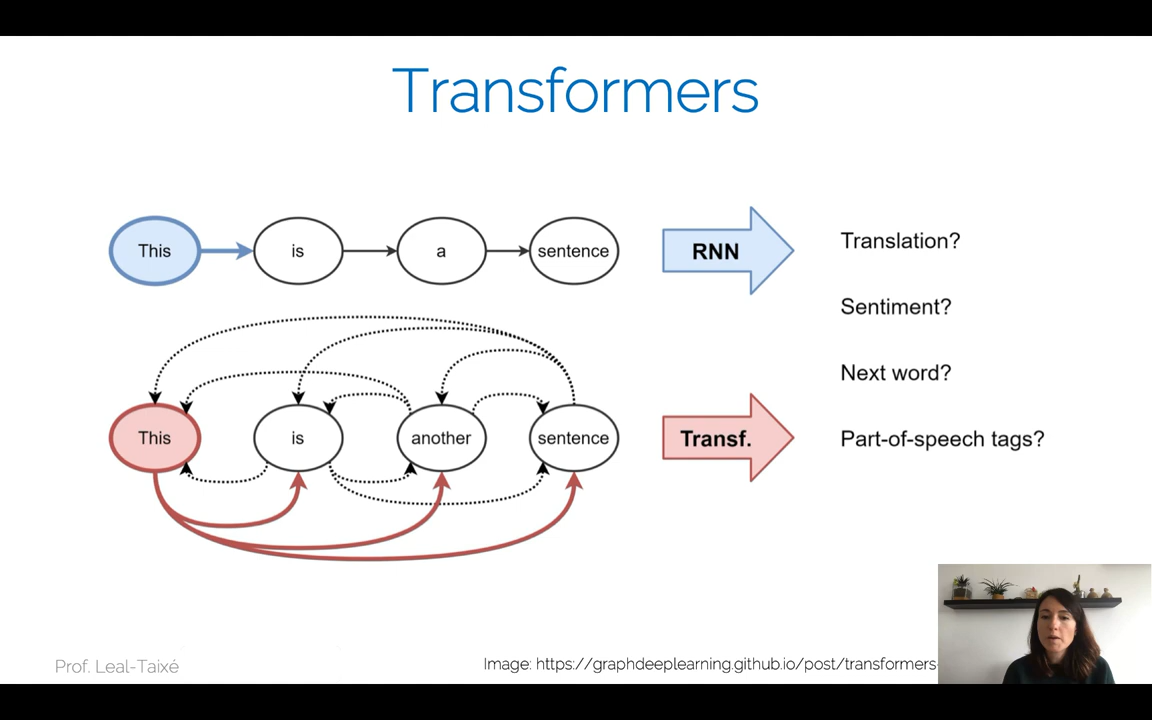 Transformers
This is a sentence RNN
Translation?
Sentiment?
Next word?
This is another sentence Transf. Part-of-speech tags?
Prof. Leal-Taixé
Image: https://graphdeeplearning.github.io/post/transformers-